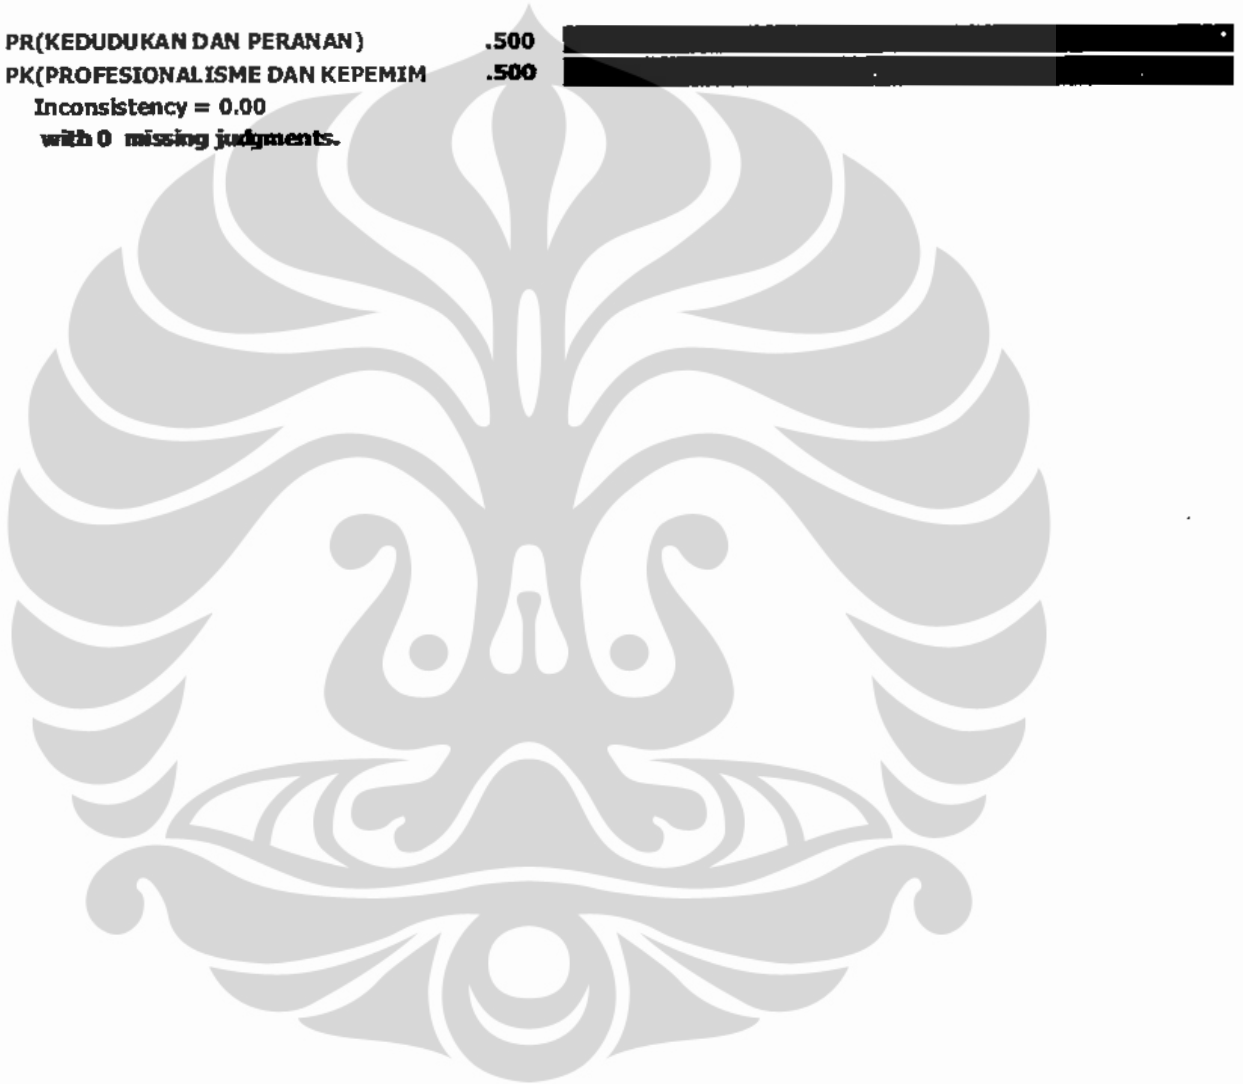 PR(KEDUDUKAN DAN PERANAN) .500
PK(PROFESIONALISME DAN KEPEMIM .500
Inconsistency = 0.00
with 0 missing judgments.